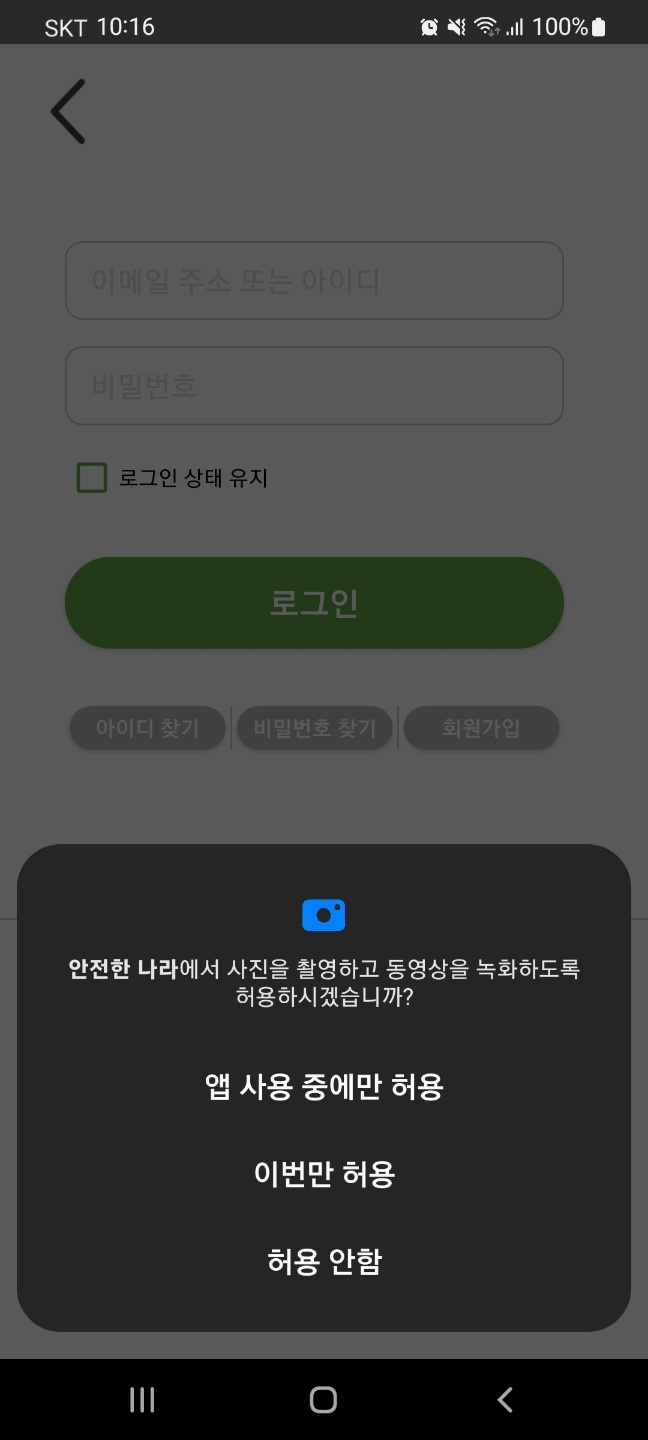 SKT 10:16 100%
이메일 주소 또는 아이디
비밀번호
로그인 상태 유지
로그인
아이디 찾기 비밀번호 찾기 회원가입
안전한 나라에서 사진을 촬영하고 동영상을 녹화하도록
허용하시겠습니까?
앱 사용 중에만 허용
이번만 허용
허용 안함